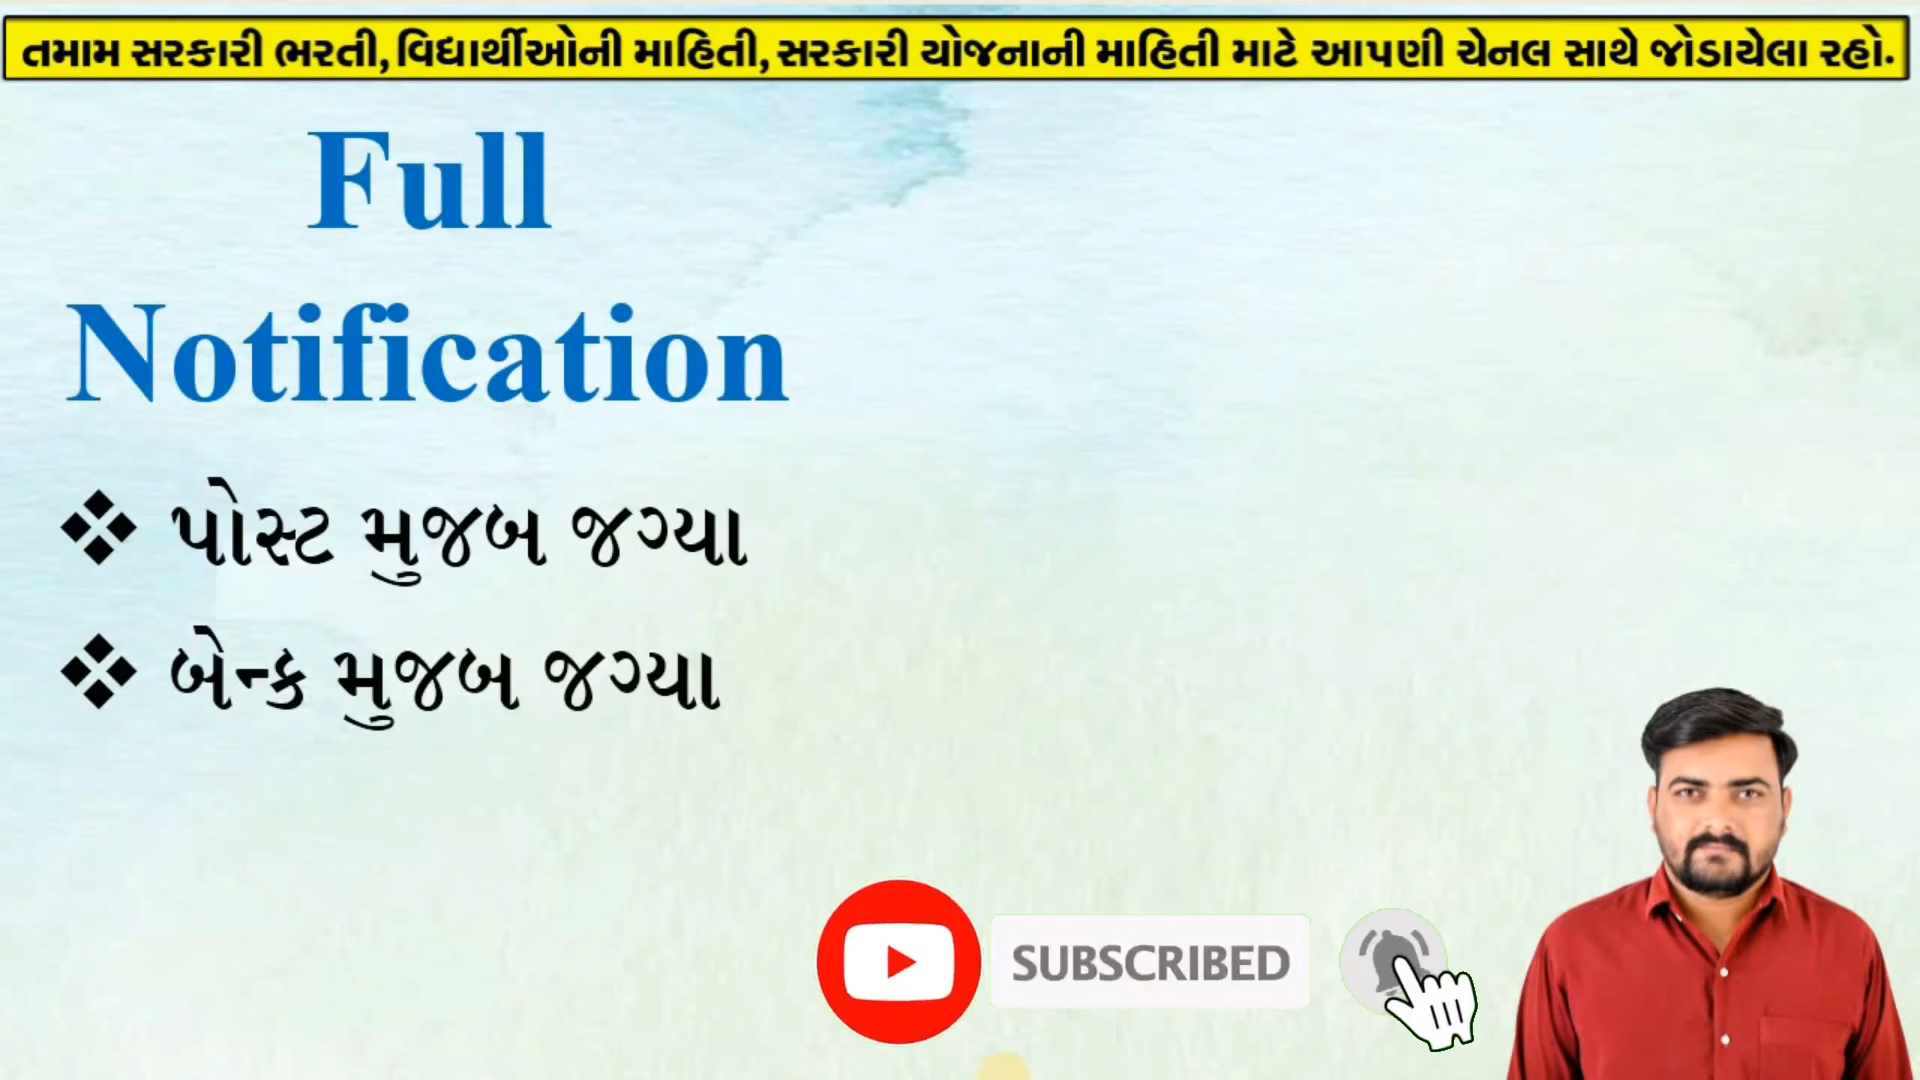 તમામ સરકારી ભરતી, વિદ્યાર્થીઓની માહિતી, સરકારી યોજનાની માહિતી માટે આપણી ચેનલ સાથે જોડાયેલા રહો.
Full
Notification
❖ પોસ્ટ મુજબ જગ્યા
❖ બેન્ક મુજબ જગ્યા
SUBSCRIBED